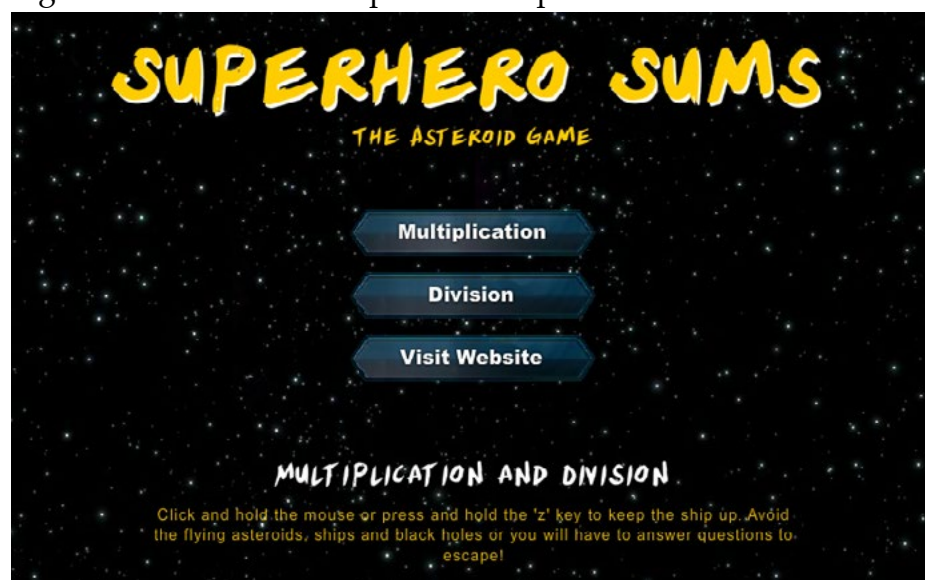 SUPERHERO SUMS
THE ASTEROID GAME
Multiplication
Division
Visit Website
MULTIPLICATION AND DIVISION
Click and hold the mouse or press and hold the 'z' key to keep the ship up. Avoid
the flying asteroids, ships and black holes or you will have to answer questions to
escape!